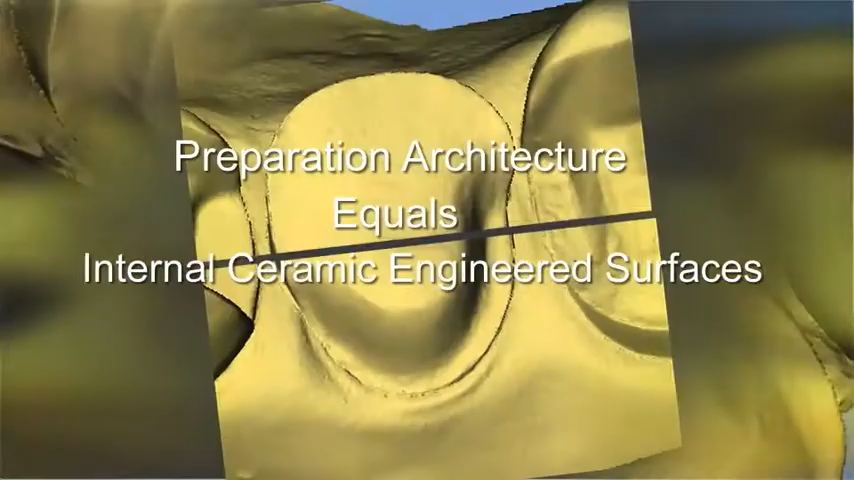 Preparation Architecture
Equals
Internal Ceramic Engineered Surfaces